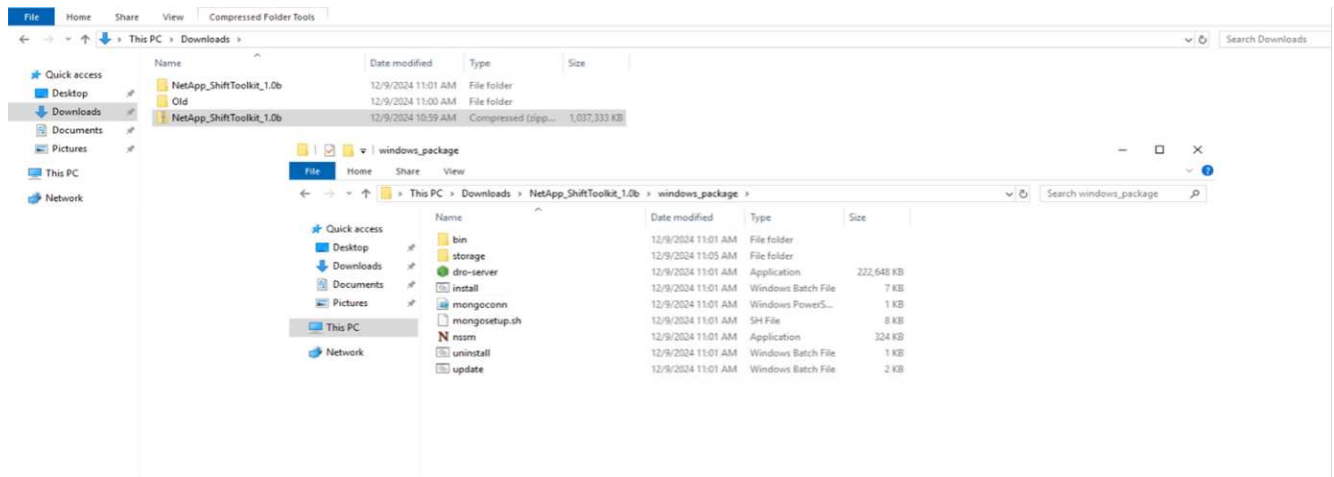 File Home Share View Compressed Folder Tools
This PC > Downloads > Search Downloads
Name Date modified Type Size
Quick access
Desktop
Downloads
Documents
Pictures
This PC
Network
NetApp_ShiftToolkit_1.0b 12/9/2024 11:01 AM File folder
Old 12/9/2024 11:00 AM File folder
NetApp_ShiftToolkit_1.0b 12/9/2024 10:59 AM Compressed (zipp... 1,037,333 KB
windows_package
File Home Share View
> This PC > Downloads > NetApp_ShiftToolkit_1.0b > windows_package > Search windows_package
Name Date modified Type Size
Quick access
Desktop
Downloads
Documents
Pictures
This PC
Network
bin 12/9/2024 11:01 AM File folder
storage 12/9/2024 11:05 AM File folder
dro-server 12/9/2024 11:01 AM Application 222,648 KB
install 12/9/2024 11:01 AM Windows Batch File 7 KB
mongoconn 12/9/2024 11:01 AM Windows PowerS... 1 KB
mongosetup.sh 12/9/2024 11:01 AM SH File 8 KB
nssm 12/9/2024 11:01 AM Application 324 KB
uninstall 12/9/2024 11:01 AM Windows Batch File 1 KB
update 12/9/2024 11:01 AM Windows Batch File 2 KB